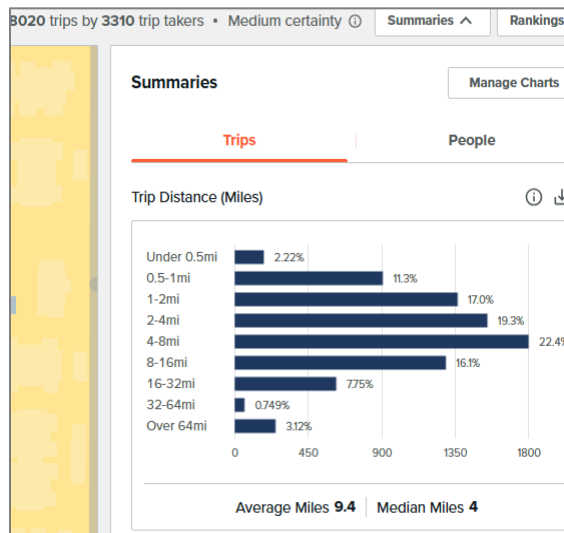 8020 trips by 3310 trip takers • Medium certainty Summaries Rankings
Summaries Manage Charts
Trips People
Trip Distance (Miles)
Under 0.5mi 2.22%
0.5-1mi 11.3%
1-2mi 17.0%
2-4mi 19.3%
4-8mi 22.4%
8-16mi 16.1%
16-32mi 7.75%
32-64mi 0.749%
Over 64mi 3.12%
0 450 900 1350 1800
Average Miles 9.4 Median Miles 4